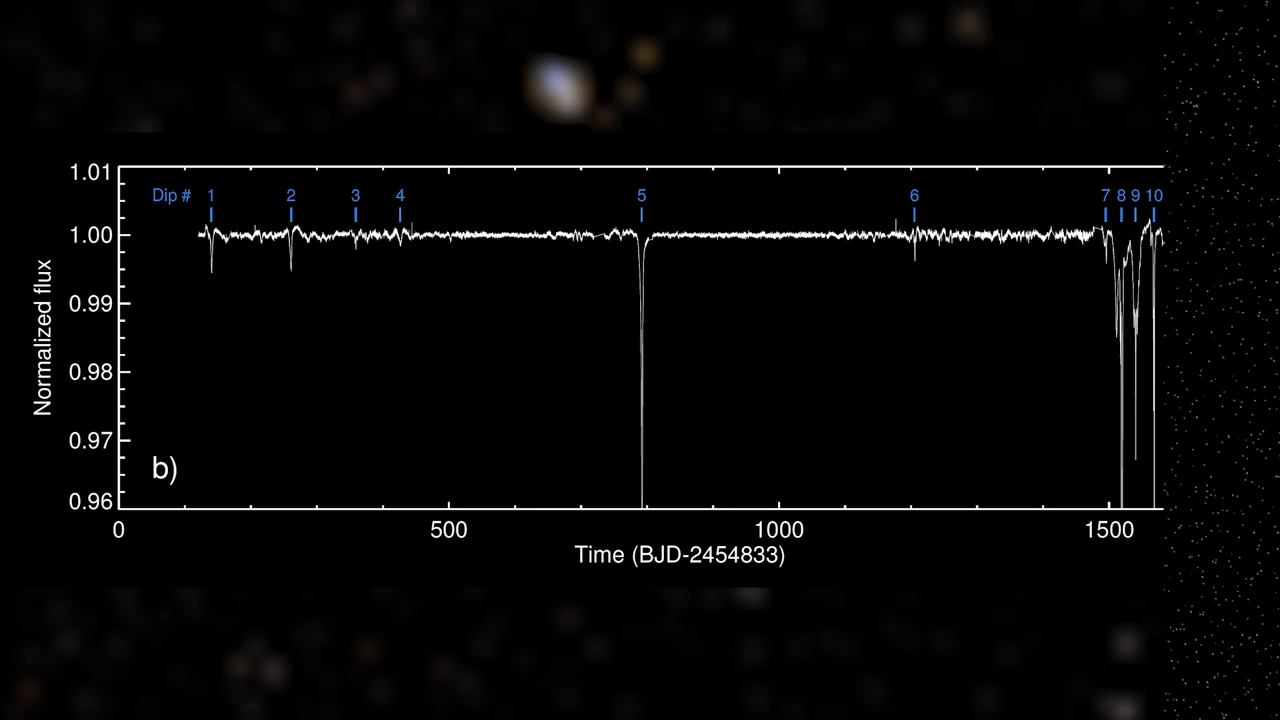 1.01
Dip # 1 2 3 4 5 6 7 8 9 10
1.00
0.99
0.98
0.97
0.96
Normalized flux
b)
0 500 1000 1500
Time (BJD-2454833)